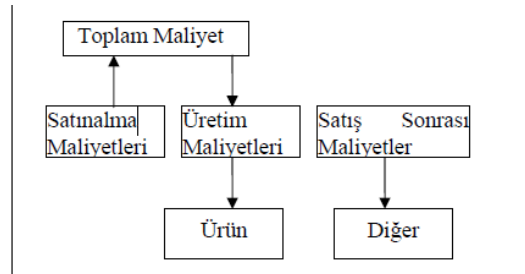 Toplam Maliyet
Satınalma Maliyetleri
Üretim Maliyetleri
Satış Sonrası Maliyetler
Ürün
Diğer